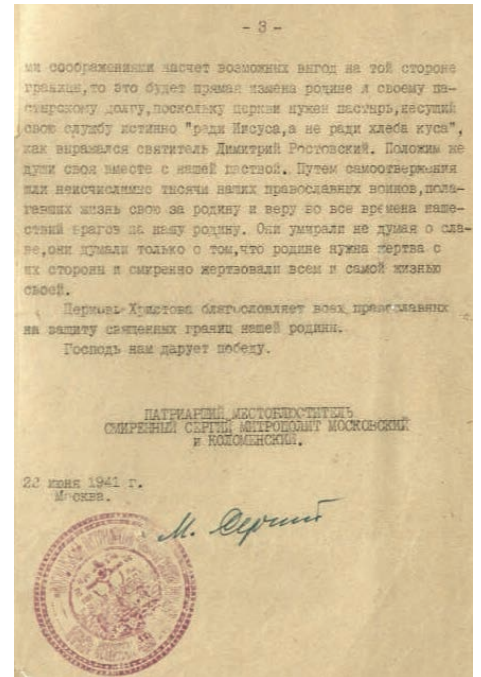 - 3 -
ми соображениями насчет возможных выгод на той стороне
границы,то это будет прямая измена родине и своему па-
стырскому долгу,поскольку церкви нужен пастырь,несущий
свою службу истинно "ради Иисуса,а не ради хлеба куса",
как выражался святитель Димитрий Ростовский. Положим же
души своя вместе с нашей паствой. Путем самоотвержения
шли неисчислимые тысячи наших православных воинов,пола-
гавших жизнь свою за родину и веру во все времена наше-
ствий врагов на нашу родину. Они умирали не думая о сла-
ве,они думали только о том,что родине нужна жертва с
их стороны и смиренно жертвовали всем и самой жизнью
своей.
Церковь Христова благословляет всех православных
на защиту священных границ нашей родины.
Господь нам дарует победу.
ПАТРИАРШИЙ МЕСТОБЛЮСТИТЕЛЬ
СМИРЕННЫЙ СЕРГИЙ МИТРОПОЛИТ МОСКОВСКИЙ
и КОЛОМЕНСКИЙ.
22 июня 1941 г.
Москва.
М. Сергий